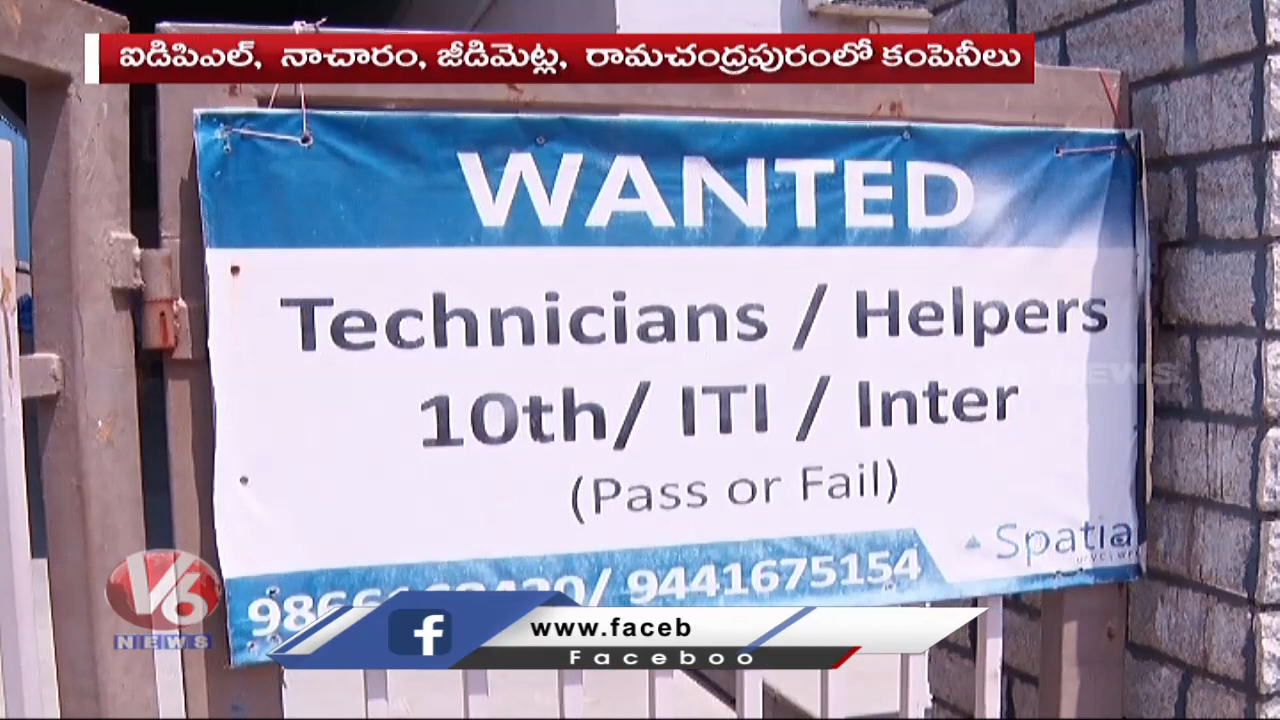 ఐడిపిఎల్, నాచారం, జీడిమెట్ల, రామచంద్రపురంలో కంపెనీలు
WANTED
Technicians / Helpers
10th/ ITI / Inter
(Pass or Fail)
Spatia
/ 9441675154
V6
NEWS
f www.faceb
Faceboo